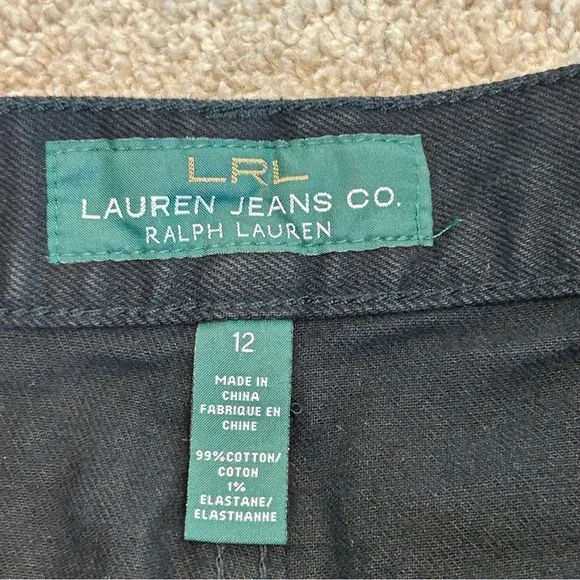 LRL
LAUREN JEANS CO.
RALPH LAUREN
12
MADE IN
CHINA
FABRIQUE EN
CHINE
99%COTTON/
COTON
1%
ELASTANE/
ELASTHANNE